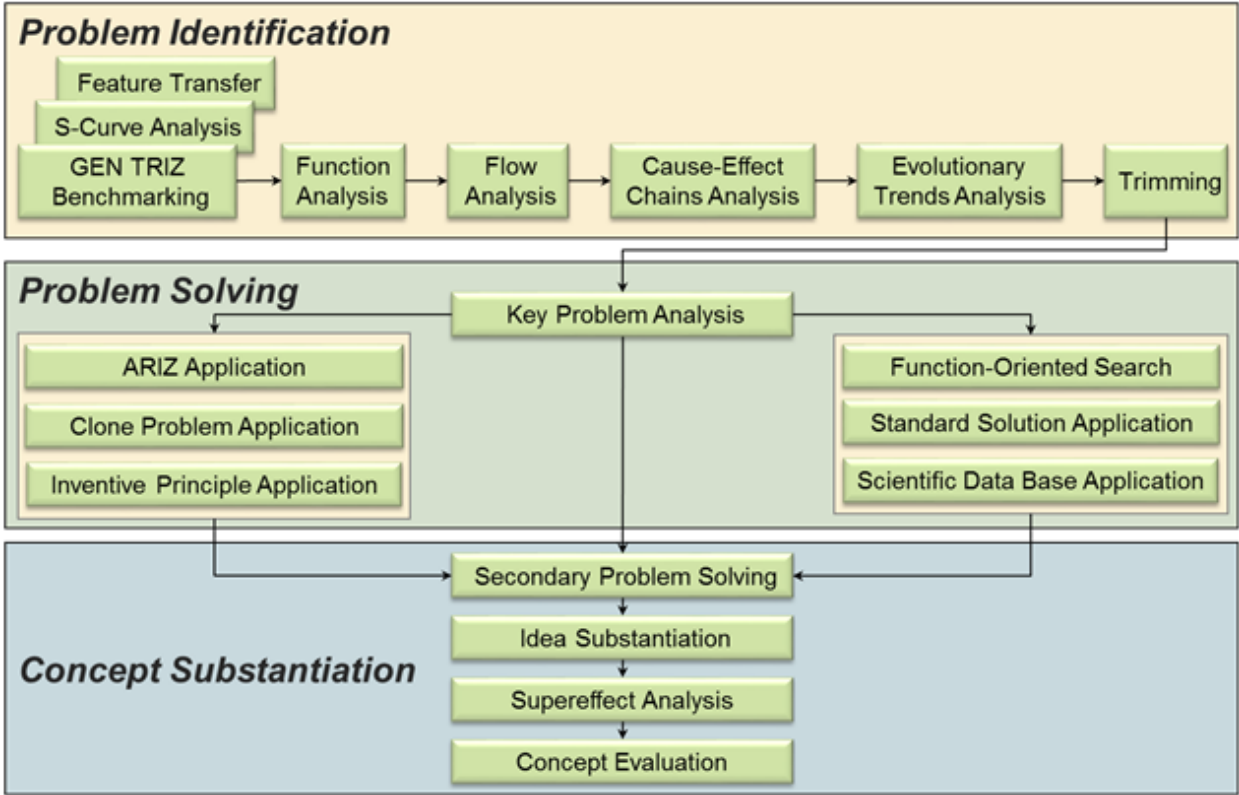 Problem Identification
Feature Transfer
S-Curve Analysis
GEN TRIZ
Benchmarking
Function
Analysis
Flow
Analysis
Cause-Effect
Chains Analysis
Evolutionary
Trends Analysis
Trimming
Problem Solving
Key Problem Analysis
ARIZ Application
Clone Problem Application
Inventive Principle Application
Function-Oriented Search
Standard Solution Application
Scientific Data Base Application
Concept Substantiation
Secondary Problem Solving
Idea Substantiation
Supereffect Analysis
Concept Evaluation